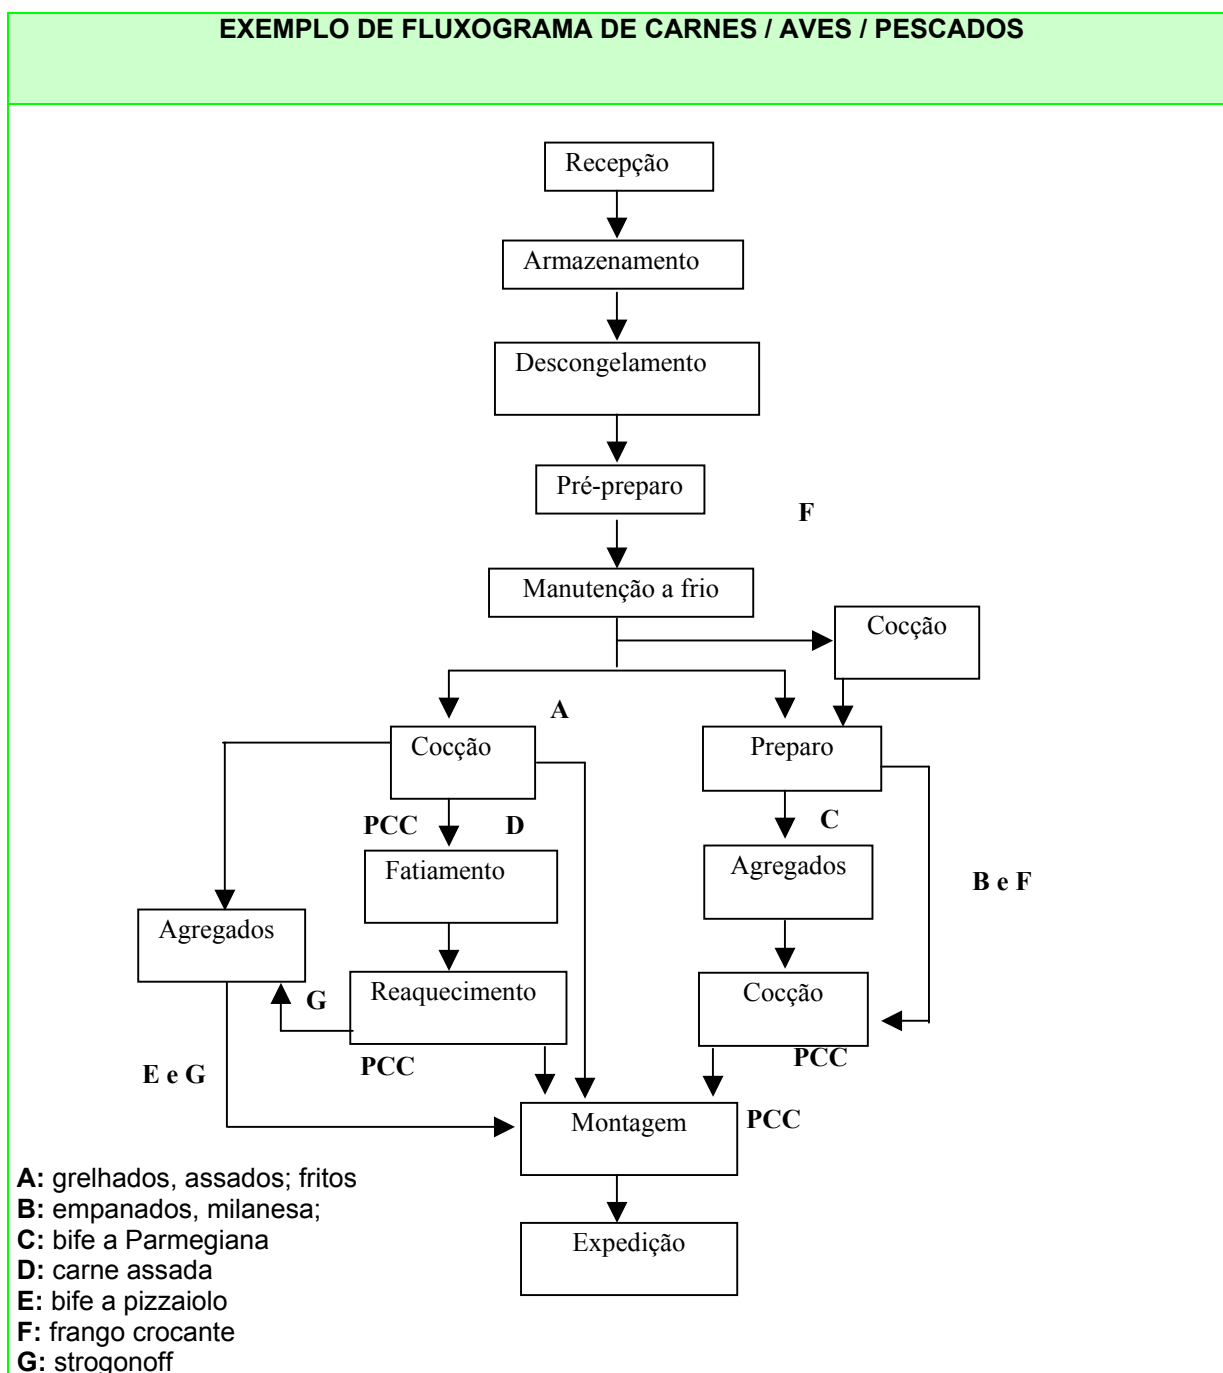 EXEMPLO DE FLUXOGRAMA DE CARNES / AVES / PESCADOS
Recepção
Armazenamento
Descongelamento
Pré-preparo
F
Manutenção a frio
Cocção
A
Cocção
Preparo
PCC
D
C
Fatiamento
Agregados
B e F
Agregados
Reaquecimento
Cocção
G
PCC
PCC
E e G
Montagem
PCC
A: grelhados, assados; fritos
B: empanados, milanesa;
C: bife a Parmegiana
Expedição
D: carne assada
E: bife a pizzaiolo
F: frango crocante
G: strogonoff